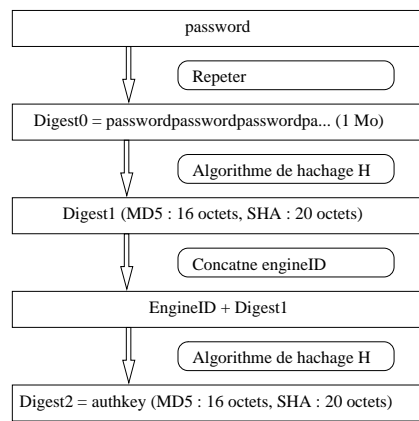 password
Repeter
Digest0 = passwordpasswordpasswordpa... (1 Mo)
Algorithme de hachage H
Digest1 (MD5 : 16 octets, SHA : 20 octets)
Concatne engineID
EngineID + Digest1
Algorithme de hachage H
Digest2 = authkey (MD5 : 16 octets, SHA : 20 octets)